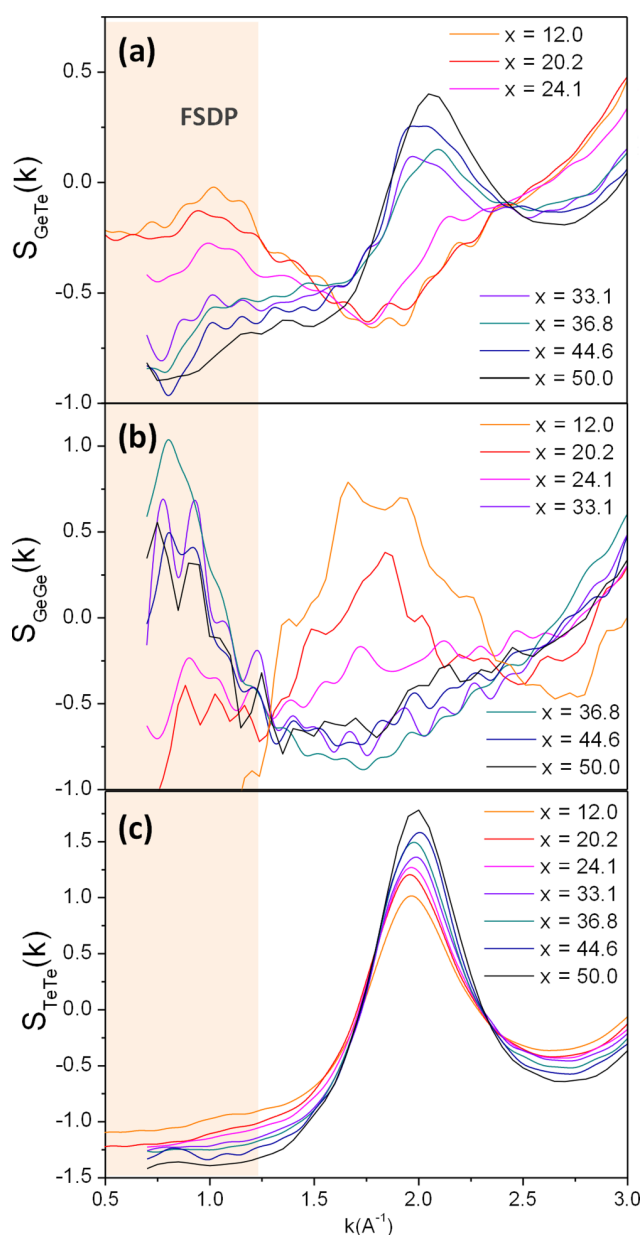 (a)
FSDP
x = 12.0
x = 20.2
x = 24.1
0.5
0.0
-0.5
-1.0
S_GeTe(k)
x = 33.1
x = 36.8
x = 44.6
x = 50.0
(b)
x = 12.0
x = 20.2
x = 24.1
x = 33.1
1.0
0.5
0.0
-0.5
-1.0
S_GeGe(k)
x = 36.8
x = 44.6
x = 50.0
(c)
x = 12.0
x = 20.2
x = 24.1
x = 33.1
x = 36.8
x = 44.6
x = 50.0
1.5
1.0
0.5
0.0
-0.5
-1.0
-1.5
S_TeTe(k)
0.5 1.0 1.5 2.0 2.5 3.0
k(A⁻¹)